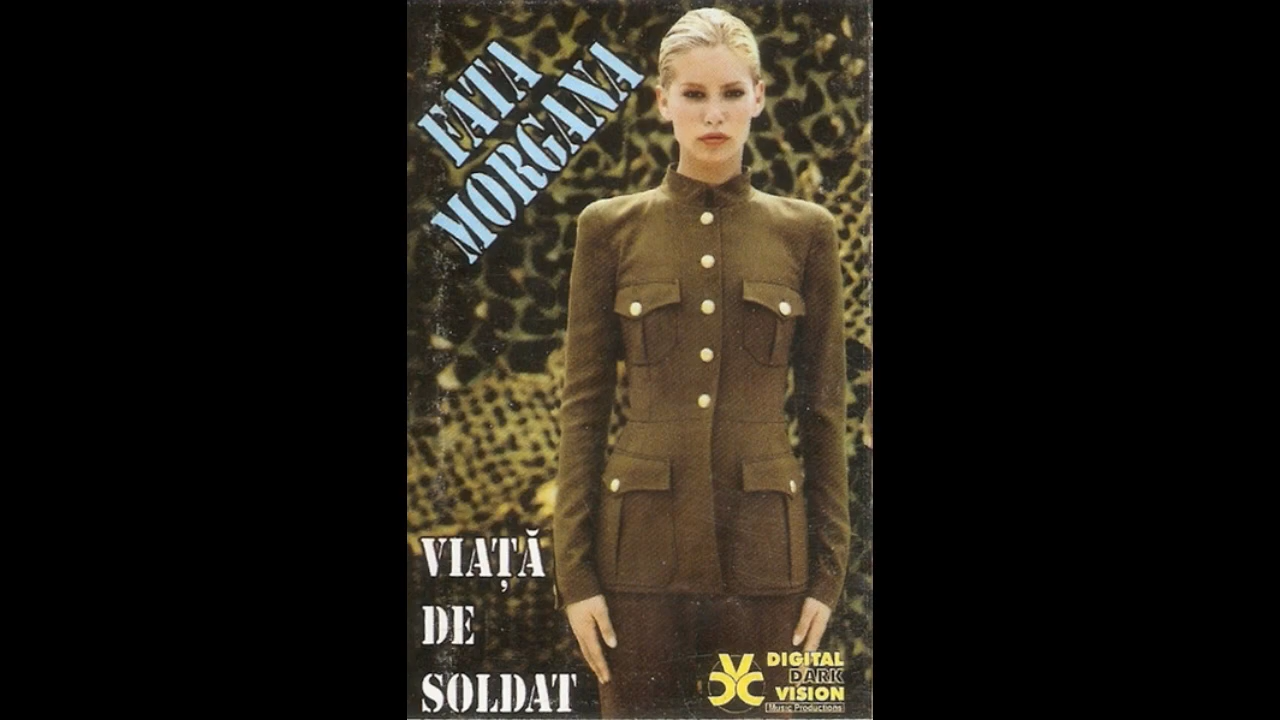 FATA
MORGANA
VIAȚĂ
DE
SOLDAT
DIGITAL
DARK
VISION
Music Productions